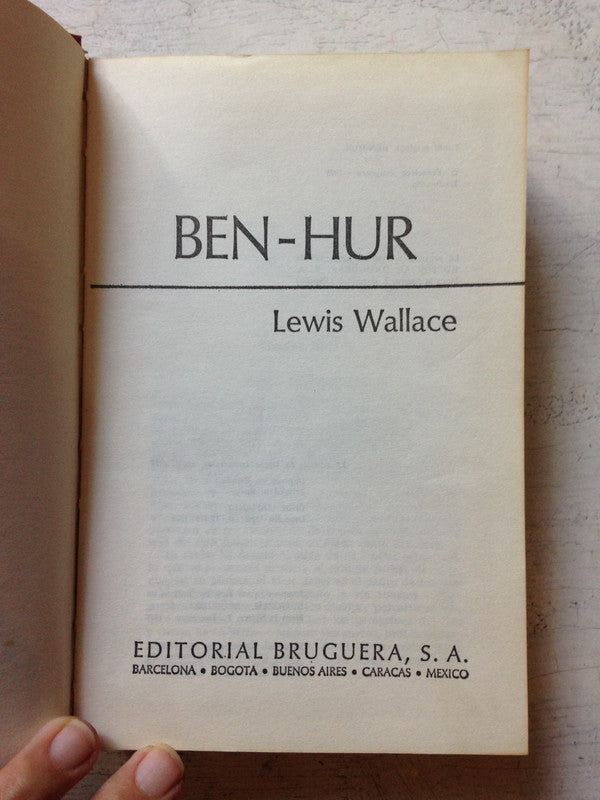 BEN-HUR
Lewis Wallace
EDITORIAL BRUGUERA, S. A.
BARCELONA • BOGOTA • BUENOS AIRES • CARACAS • MEXICO